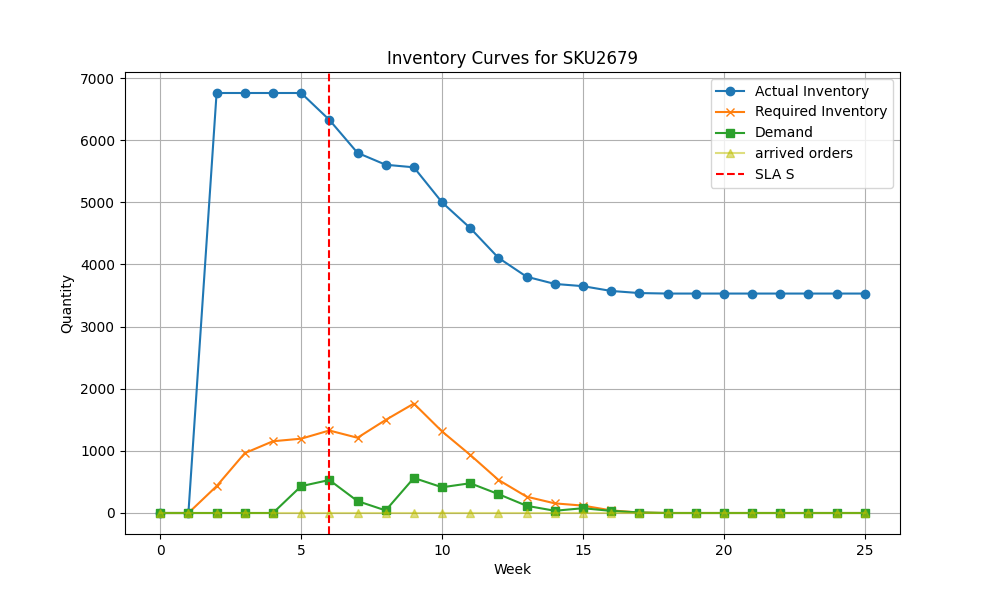 Inventory Curves for SKU2679
7000
6000
5000
4000
3000
2000
1000
0
Quantity
Actual Inventory
Required Inventory
Demand
arrived orders
SLA S
0 5 10 15 20 25
Week